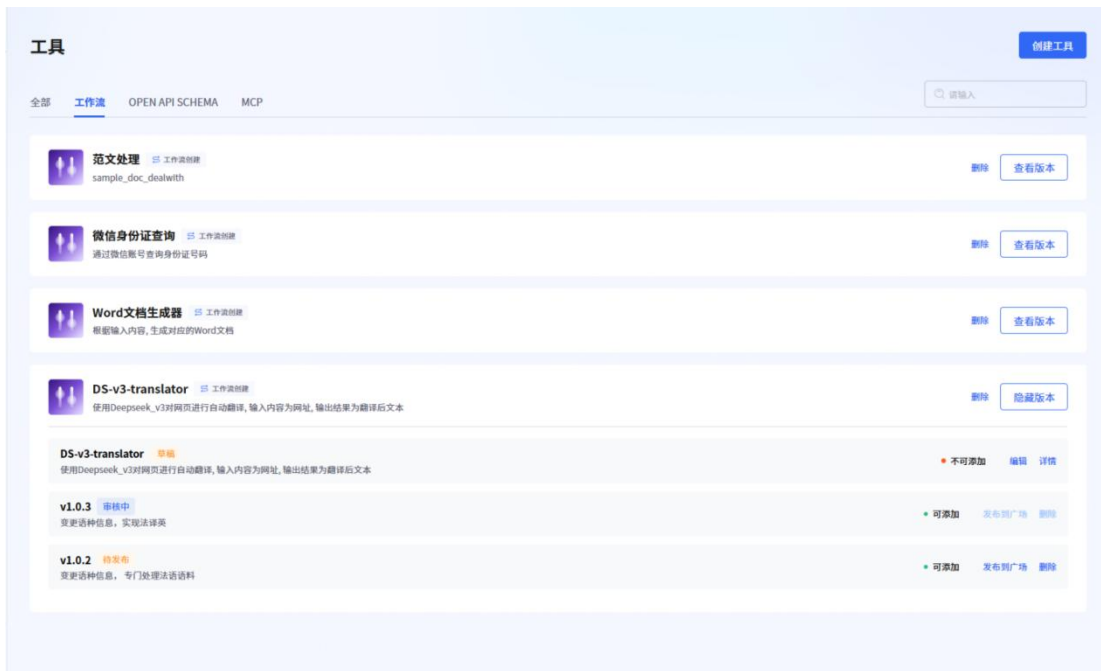 工具
创建工具
全部 工作流 OPEN API SCHEMA MCP
请输入
范文处理 工作流创建
sample_doc_dealwith
删除 查看版本
微信身份证查询 工作流创建
通过微信账号查询身份证号码
删除 查看版本
Word文档生成器 工作流创建
根据输入内容, 生成对应的Word文档
删除 查看版本
DS-v3-translator 工作流创建
使用Deepseek_v3对网页进行自动翻译, 输入内容为网址, 输出结果为翻译后文本
删除 隐藏版本
DS-v3-translator 草稿
使用Deepseek_v3对网页进行自动翻译, 输入内容为网址, 输出结果为翻译后文本
不可添加 编辑 详情
v1.0.3 审核中
变更语种信息，实现法译英
可添加 发布到广场 删除
v1.0.2 待发布
变更语种信息， 专门处理法语语料
可添加 发布到广场 删除